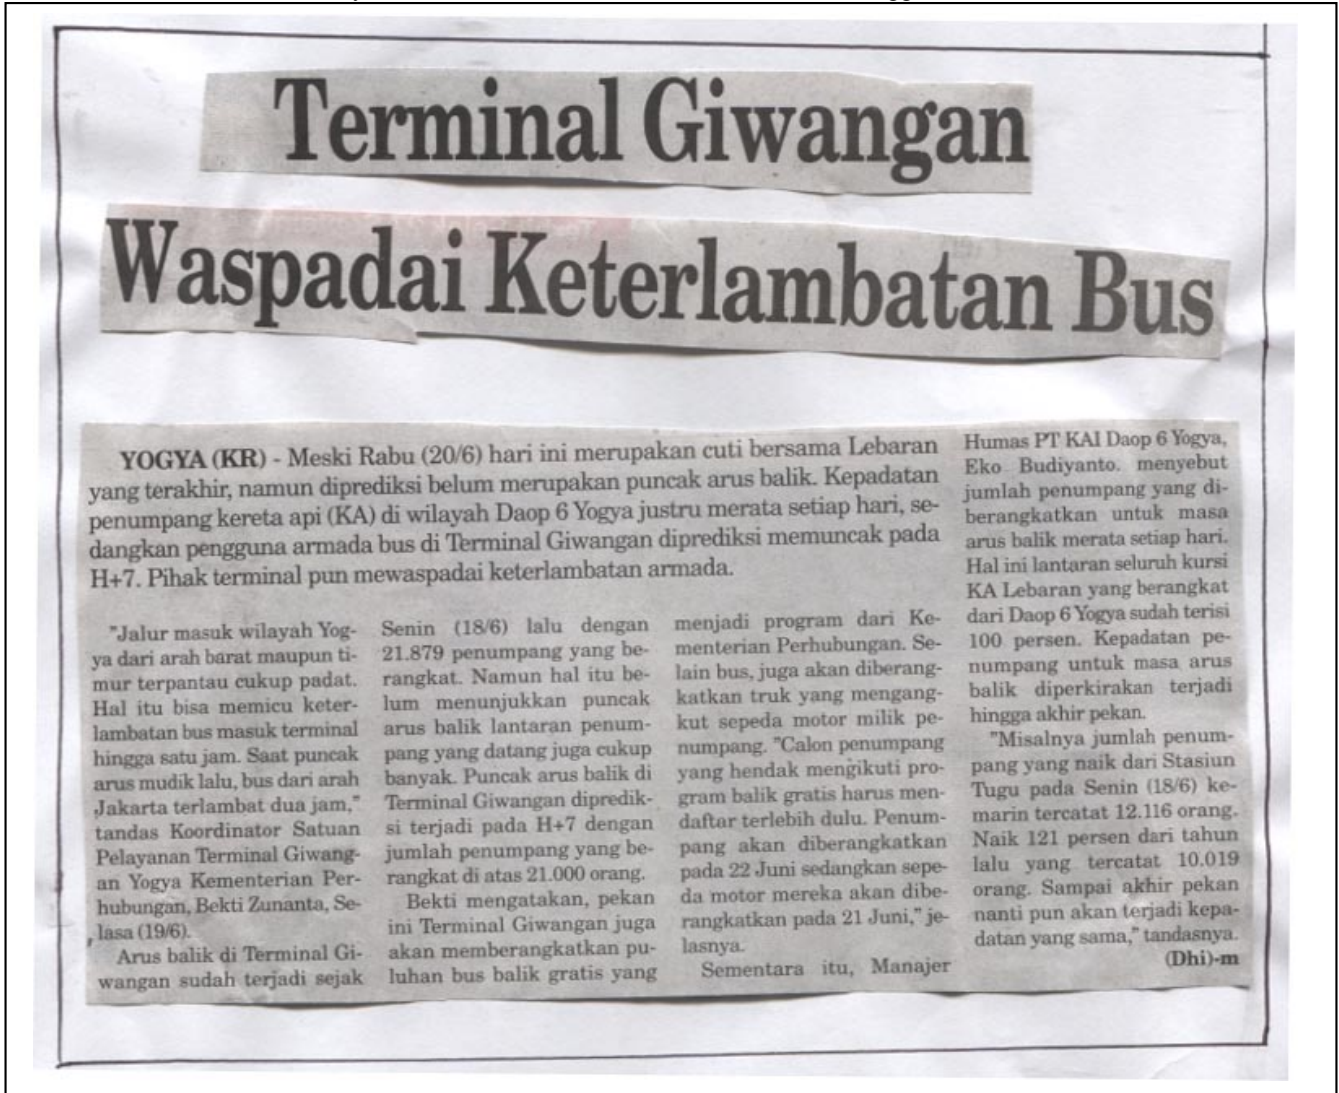 Terminal Giwangan
Waspadai Keterlambatan Bus
YOGYA (KR) - Meski Rabu (20/6) hari ini merupakan cuti bersama Lebaran
yang terakhir, namun diprediksi belum merupakan puncak arus balik. Kepadatan
penumpang kereta api (KA) di wilayah Daop 6 Yogya justru merata setiap hari, se-
dangkan pengguna armada bus di Terminal Giwangan diprediksi memuncak pada
H+7. Pihak terminal pun mewaspadai keterlambatan armada.
"Jalur masuk wilayah Yog-
ya dari arah barat maupun ti-
mur terpantau cukup padat.
Hal itu bisa memicu keter-
lambatan bus masuk terminal
hingga satu jam. Saat puncak
arus mudik lalu, bus dari arah
Jakarta terlambat dua jam,"
tandas Koordinator Satuan
Pelayanan Terminal Giwang-
an Yogya Kementerian Per-
hubungan, Bekti Zunanta, Se-
lasa (19/6).
Arus balik di Terminal Gi-
wangan sudah terjadi sejak
Senin (18/6) lalu dengan
21.879 penumpang yang be-
rangkat. Namun hal itu be-
lum menunjukkan puncak
arus balik lantaran penum-
pang yang datang juga cukup
banyak. Puncak arus balik di
Terminal Giwangan dipredik-
si terjadi pada H+7 dengan
jumlah penumpang yang be-
rangkat di atas 21.000 orang.
Bekti mengatakan, pekan
ini Terminal Giwangan juga
akan memberangkatkan pu-
luhan bus balik gratis yang
menjadi program dari Ke-
menterian Perhubungan. Se-
lain bus, juga akan diberang-
katkan truk yang mengang-
kut sepeda motor milik pe-
numpang. "Calon penumpang
yang hendak mengikuti pro-
gram balik gratis harus men-
daftar terlebih dulu. Penum-
pang akan diberangkatkan
pada 22 Juni sedangkan sepe-
da motor mereka akan dibe-
rangkatkan pada 21 Juni," je-
lasnya.
Sementara itu, Manajer
Humas PT KAI Daop 6 Yogya,
Eko Budiyanto. menyebut
jumlah penumpang yang di-
berangkatkan untuk masa
arus balik merata setiap hari.
Hal ini lantaran seluruh kursi
KA Lebaran yang berangkat
dari Daop 6 Yogya sudah terisi
100 persen. Kepadatan pe-
numpang untuk masa arus
balik diperkirakan terjadi
hingga akhir pekan.
"Misalnya jumlah penum-
pang yang naik dari Stasiun
Tugu pada Senin (18/6) ke-
marin tercatat 12.116 orang.
Naik 121 persen dari tahun
lalu yang tercatat 10.019
orang. Sampai akhir pekan
nanti pun akan terjadi kepa-
datan yang sama," tandasnya.
(Dhi)-m